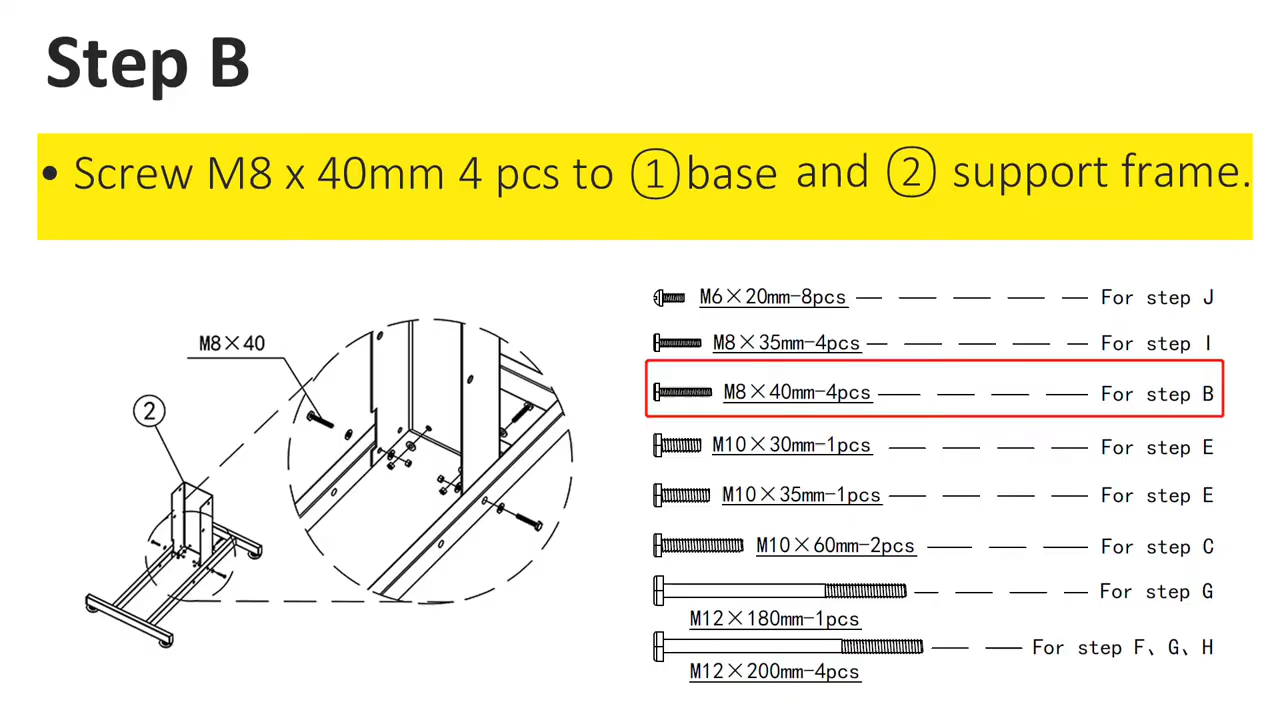 Step B
• Screw M8 x 40mm 4 pcs to ①base and ② support frame.
M8×40
②
M6×20mm-8pcs For step J
M8×35mm-4pcs For step I
M8×40mm-4pcs For step B
M10×30mm-1pcs For step E
M10×35mm-1pcs For step E
M10×60mm-2pcs For step C
For step G
M12×180mm-1pcs
For step F、G、H
M12×200mm-4pcs